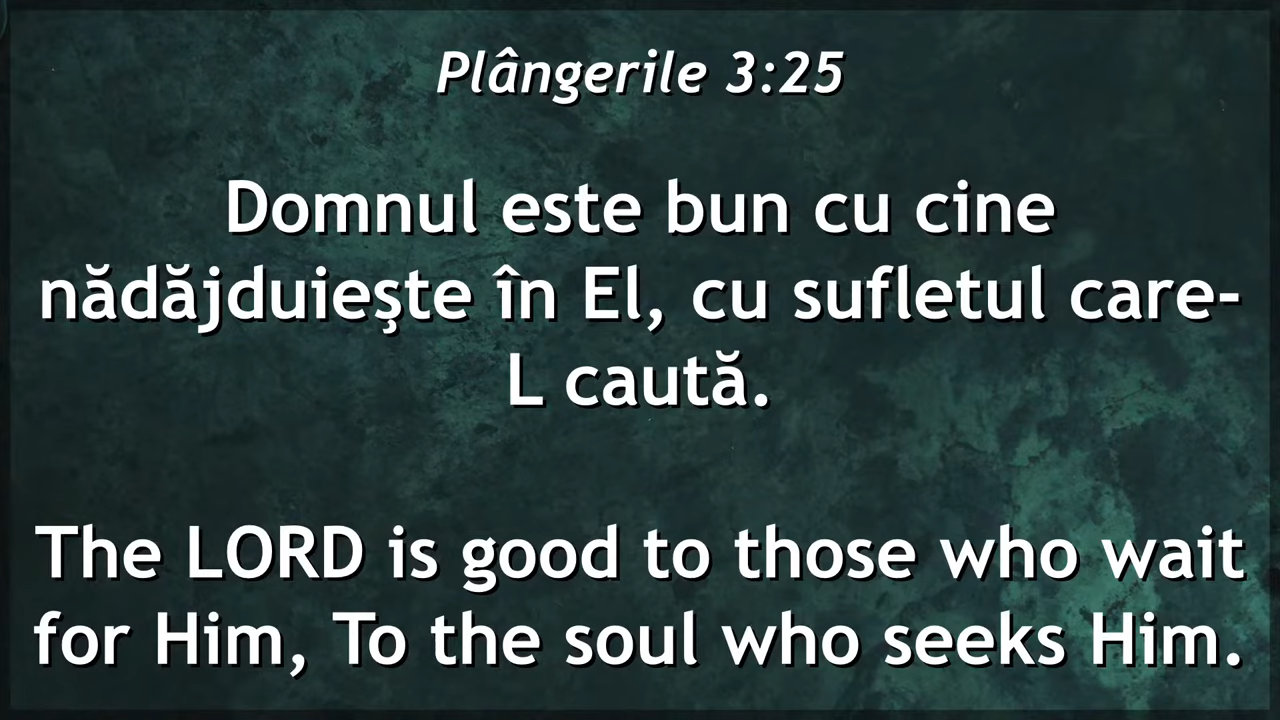 Plângerile 3:25
Domnul este bun cu cine
nădăjduieşte în El, cu sufletul care-
L caută.
The LORD is good to those who wait
for Him, To the soul who seeks Him.